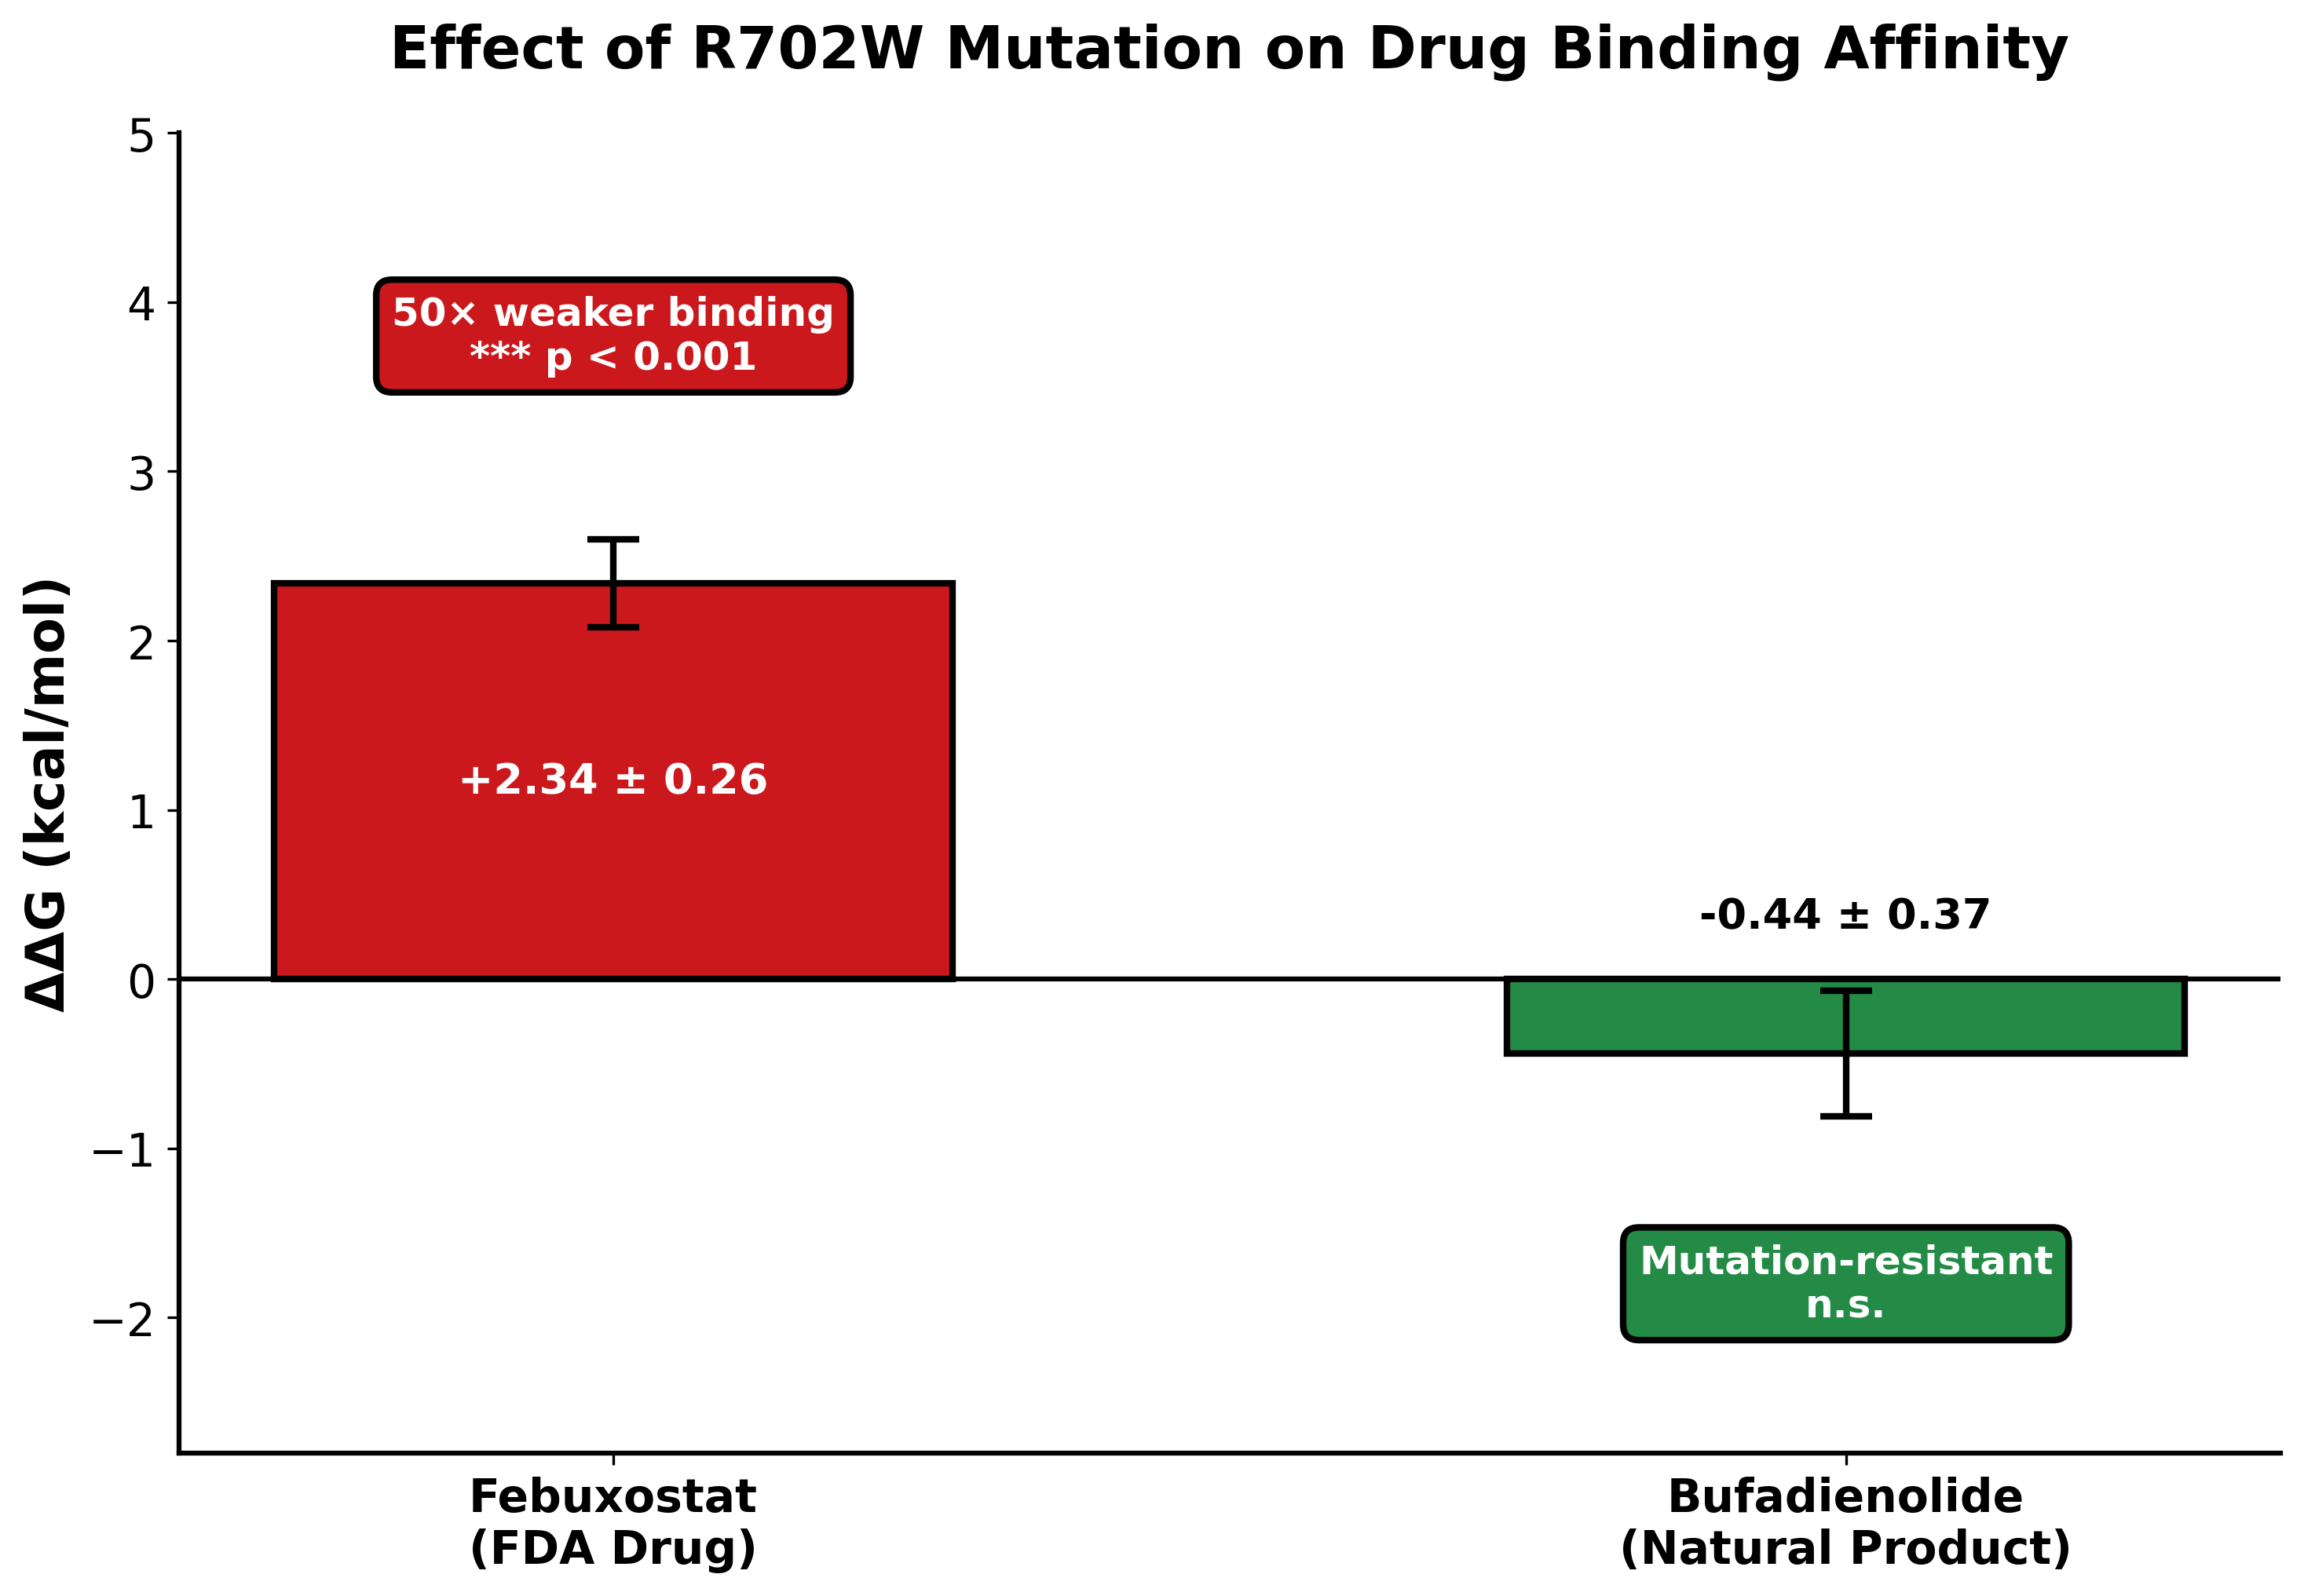 Effect of R702W Mutation on Drug Binding Affinity
ΔΔG (kcal/mol)
5
4
3
2
1
0
−1
−2
50× weaker binding
*** p < 0.001
+2.34 ± 0.26
-0.44 ± 0.37
Mutation-resistant
n.s.
Febuxostat
(FDA Drug)
Bufadienolide
(Natural Product)